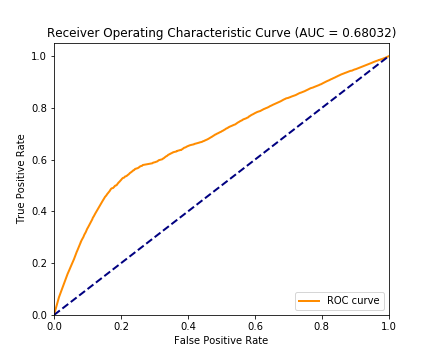 Receiver Operating Characteristic Curve (AUC = 0.68032)
1.0
0.8
0.6
0.4
0.2
0.0
True Positive Rate
ROC curve
0.0 0.2 0.4 0.6 0.8 1.0
False Positive Rate